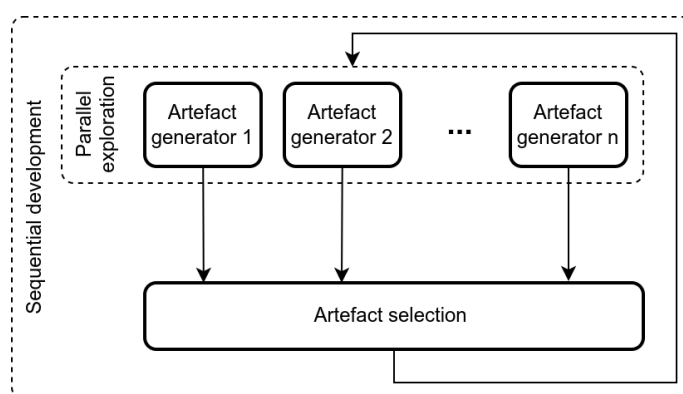 Sequential development
Parallel
exploration
Artefact
generator 1
Artefact
generator 2
...
Artefact
generator n
Artefact selection